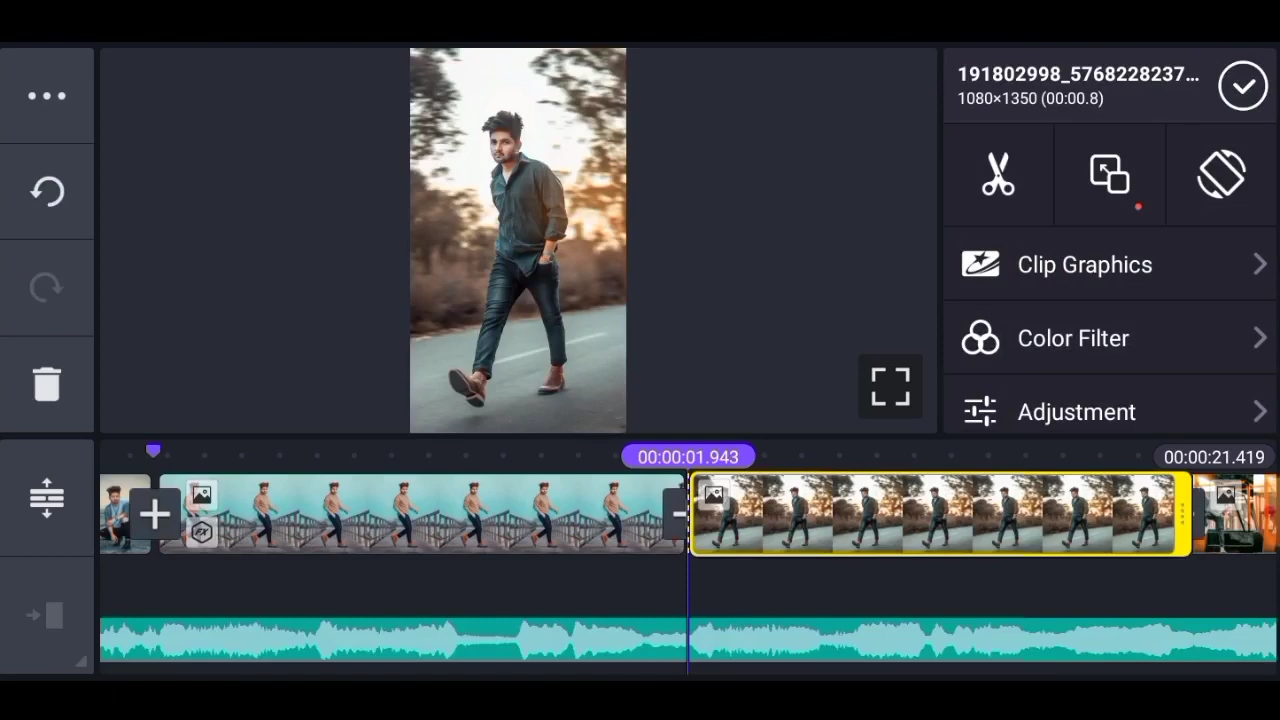 191802998_5768228237...
1080×1350 (00:00.8)
Clip Graphics
Color Filter
Adjustment
00:00:01.943
00:00:21.419
FX